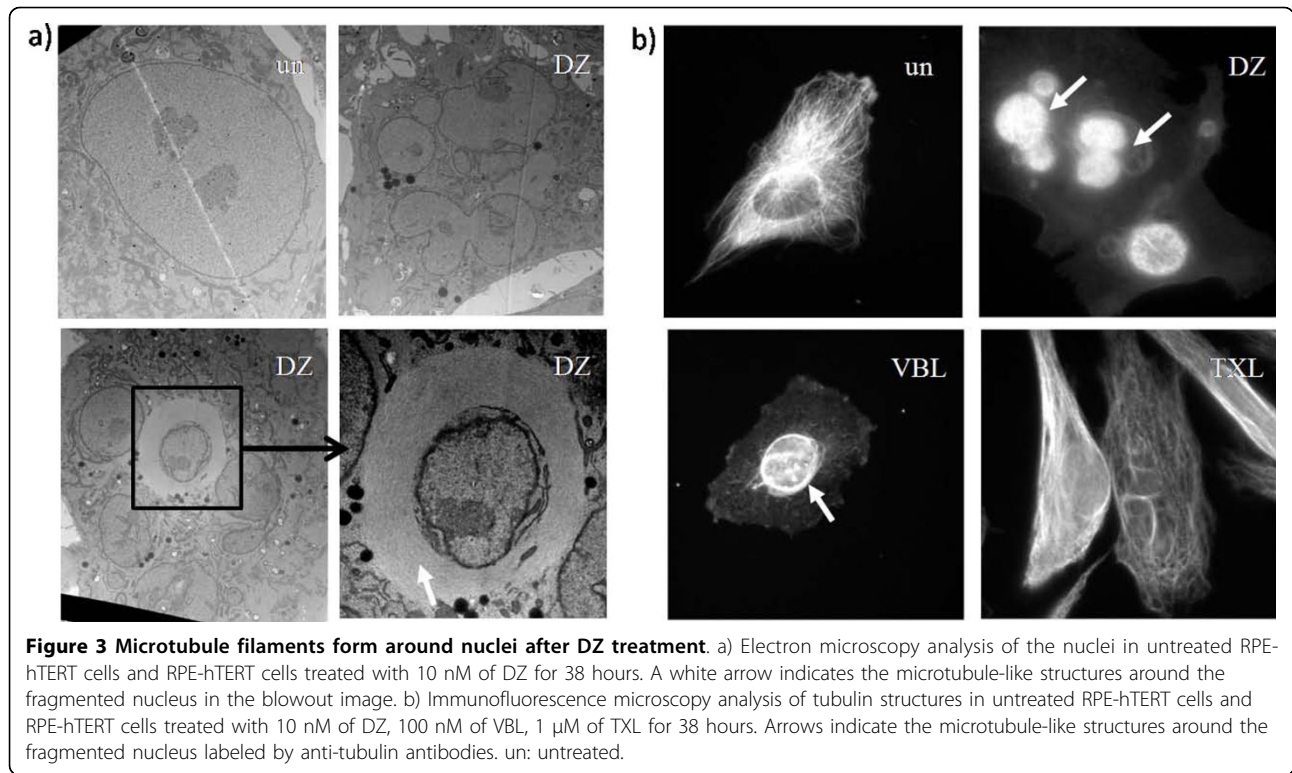 a)
un
DZ
b)
un
DZ
DZ
DZ
VBL
TXL
Figure 3 Microtubule filaments form around nuclei after DZ treatment. a) Electron microscopy analysis of the nuclei in untreated RPE-
hTERT cells and RPE-hTERT cells treated with 10 nM of DZ for 38 hours. A white arrow indicates the microtubule-like structures around the
fragmented nucleus in the blowout image. b) Immunofluorescence microscopy analysis of tubulin structures in untreated RPE-hTERT cells and
RPE-hTERT cells treated with 10 nM of DZ, 100 nM of VBL, 1 μM of TXL for 38 hours. Arrows indicate the microtubule-like structures around the
fragmented nucleus labeled by anti-tubulin antibodies. un: untreated.